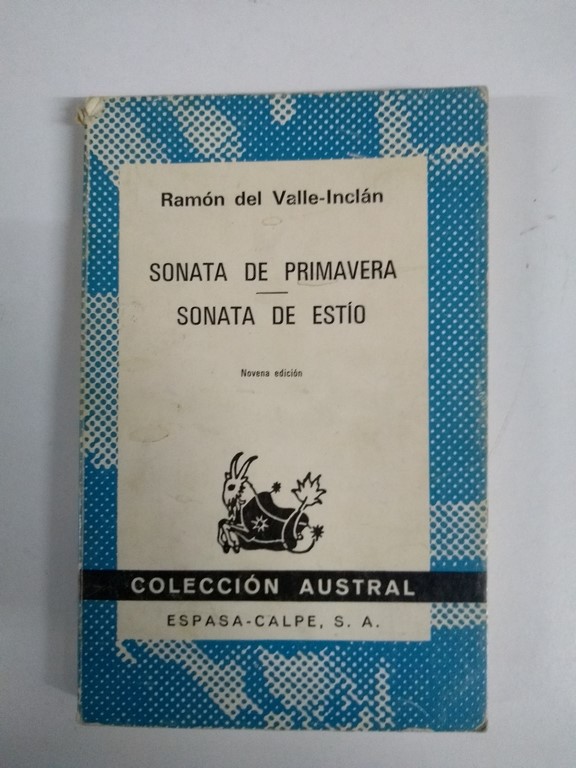 Ramón del Valle-Inclán
SONATA DE PRIMAVERA
SONATA DE ESTÍO
Novena edición
COLECCIÓN AUSTRAL
ESPASA-CALPE, S. A.